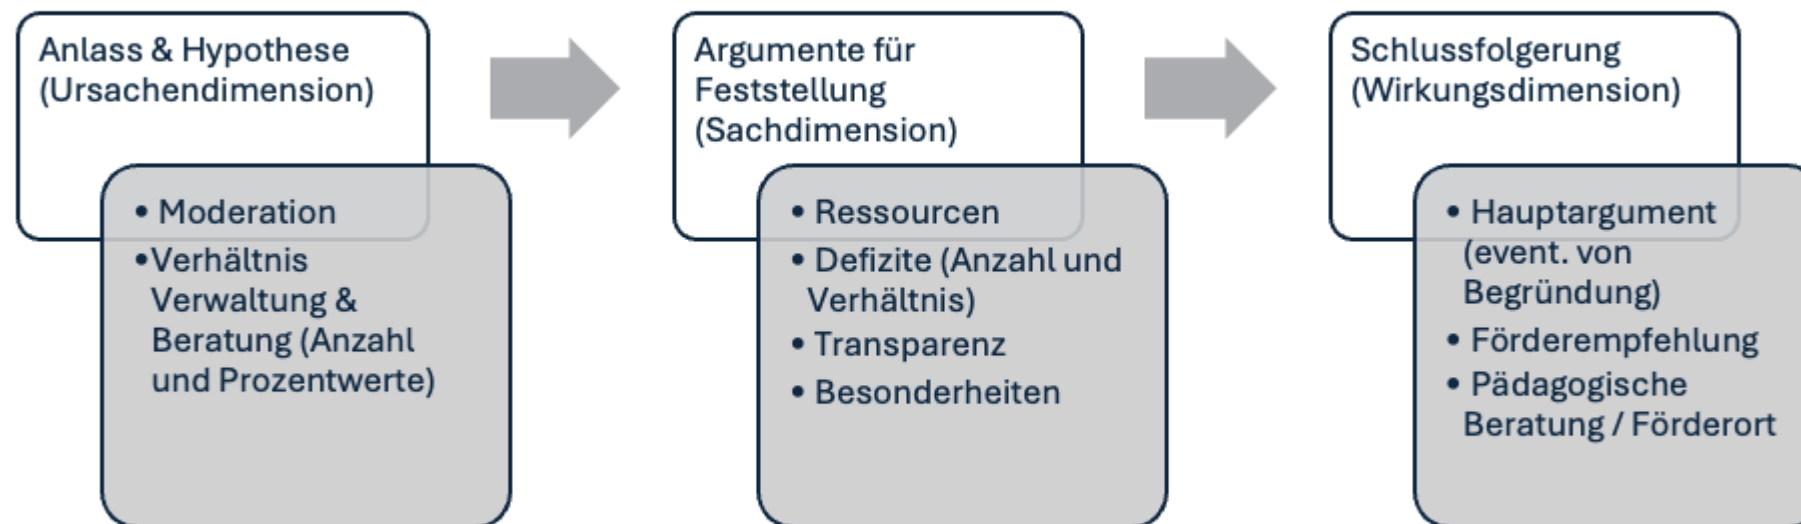 Anlass & Hypothese
(Ursachendimension)
• Moderation
•Verhältnis
Verwaltung &
Beratung (Anzahl
und Prozentwerte)
Argumente für
Feststellung
(Sachdimension)
• Ressourcen
• Defizite (Anzahl und
Verhältnis)
• Transparenz
• Besonderheiten
Schlussfolgerung
(Wirkungsdimension)
• Hauptargument
(event. von
Begründung)
• Förderempfehlung
• Pädagogische
Beratung / Förderort